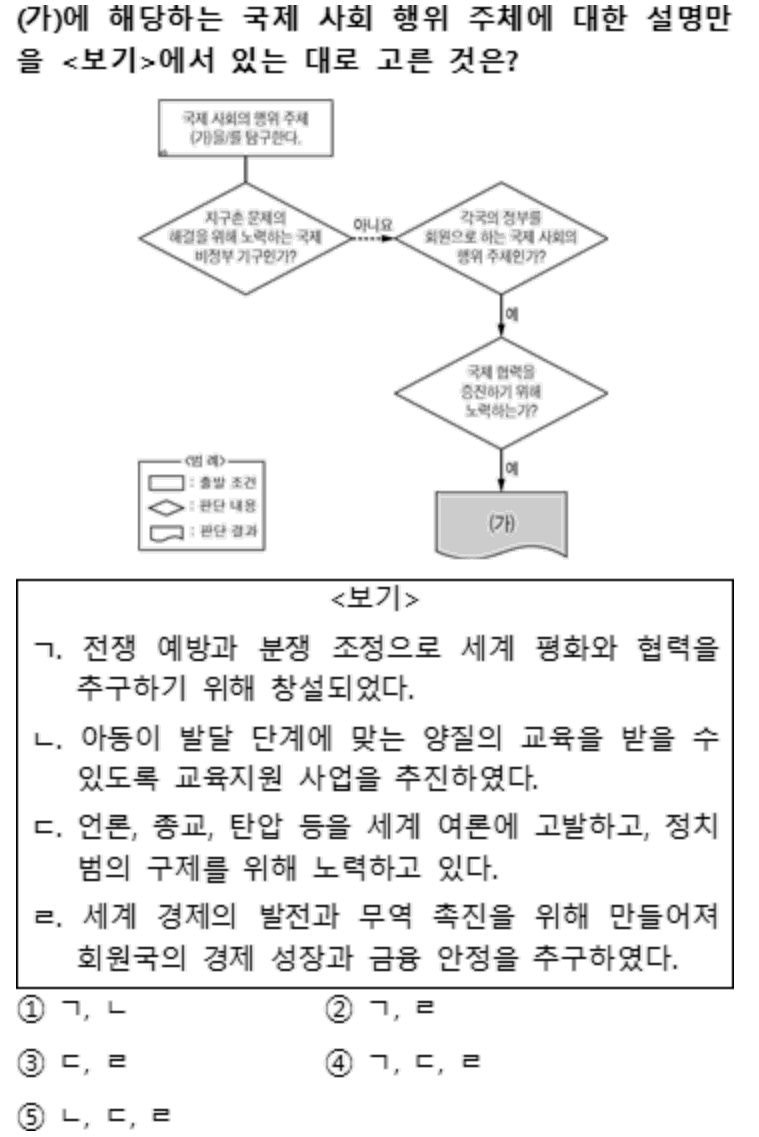 (가)에 해당하는 국제 사회 행위 주체에 대한 설명만
을 <보기>에서 있는 대로 고른 것은?
국제 사회의 행위 주체
(가)을/를 탐구한다.
지구촌 문제의
해결을 위해 노력하는 국제
비정부 기구인가?
아니요
각국의 정부를
회원으로 하는 국제 사회의
행위 주체인가?
예
국제 협력을
증진하기 위해
노력하는가?
예
(가)
<범 례>
: 출발 조건
: 판단 내용
: 판단 결과
<보기>
ㄱ. 전쟁 예방과 분쟁 조정으로 세계 평화와 협력을
추구하기 위해 창설되었다.
ㄴ. 아동이 발달 단계에 맞는 양질의 교육을 받을 수
있도록 교육지원 사업을 추진하였다.
ㄷ. 언론, 종교, 탄압 등을 세계 여론에 고발하고, 정치
범의 구제를 위해 노력하고 있다.
ㄹ. 세계 경제의 발전과 무역 촉진을 위해 만들어져
회원국의 경제 성장과 금융 안정을 추구하였다.
① ㄱ, ㄴ ② ㄱ, ㄹ
③ ㄷ, ㄹ ④ ㄱ, ㄷ, ㄹ
⑤ ㄴ, ㄷ, ㄹ